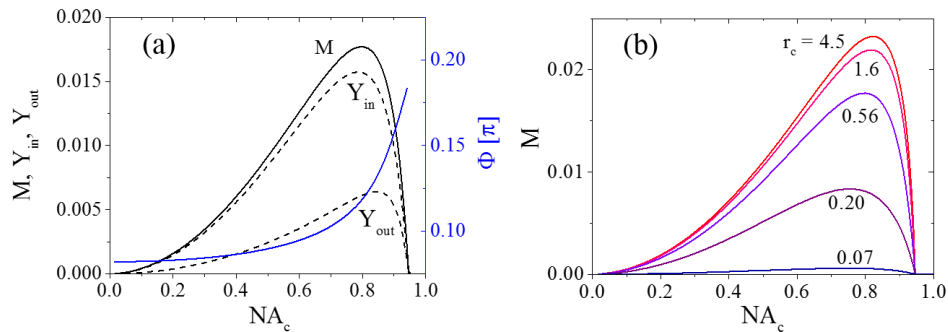 (a)
M
Y_in
Y_out
M, Y_in, Y_out
0.020
0.015
0.010
0.005
0.000
0.0 0.2 0.4 0.6 0.8 1.0
NA_c
0.20
0.15
0.10
Φ [π]
(b)
r_c = 4.5
1.6
0.56
0.20
0.07
M
0.02
0.01
0.00
0.0 0.2 0.4 0.6 0.8 1.0
NA_c